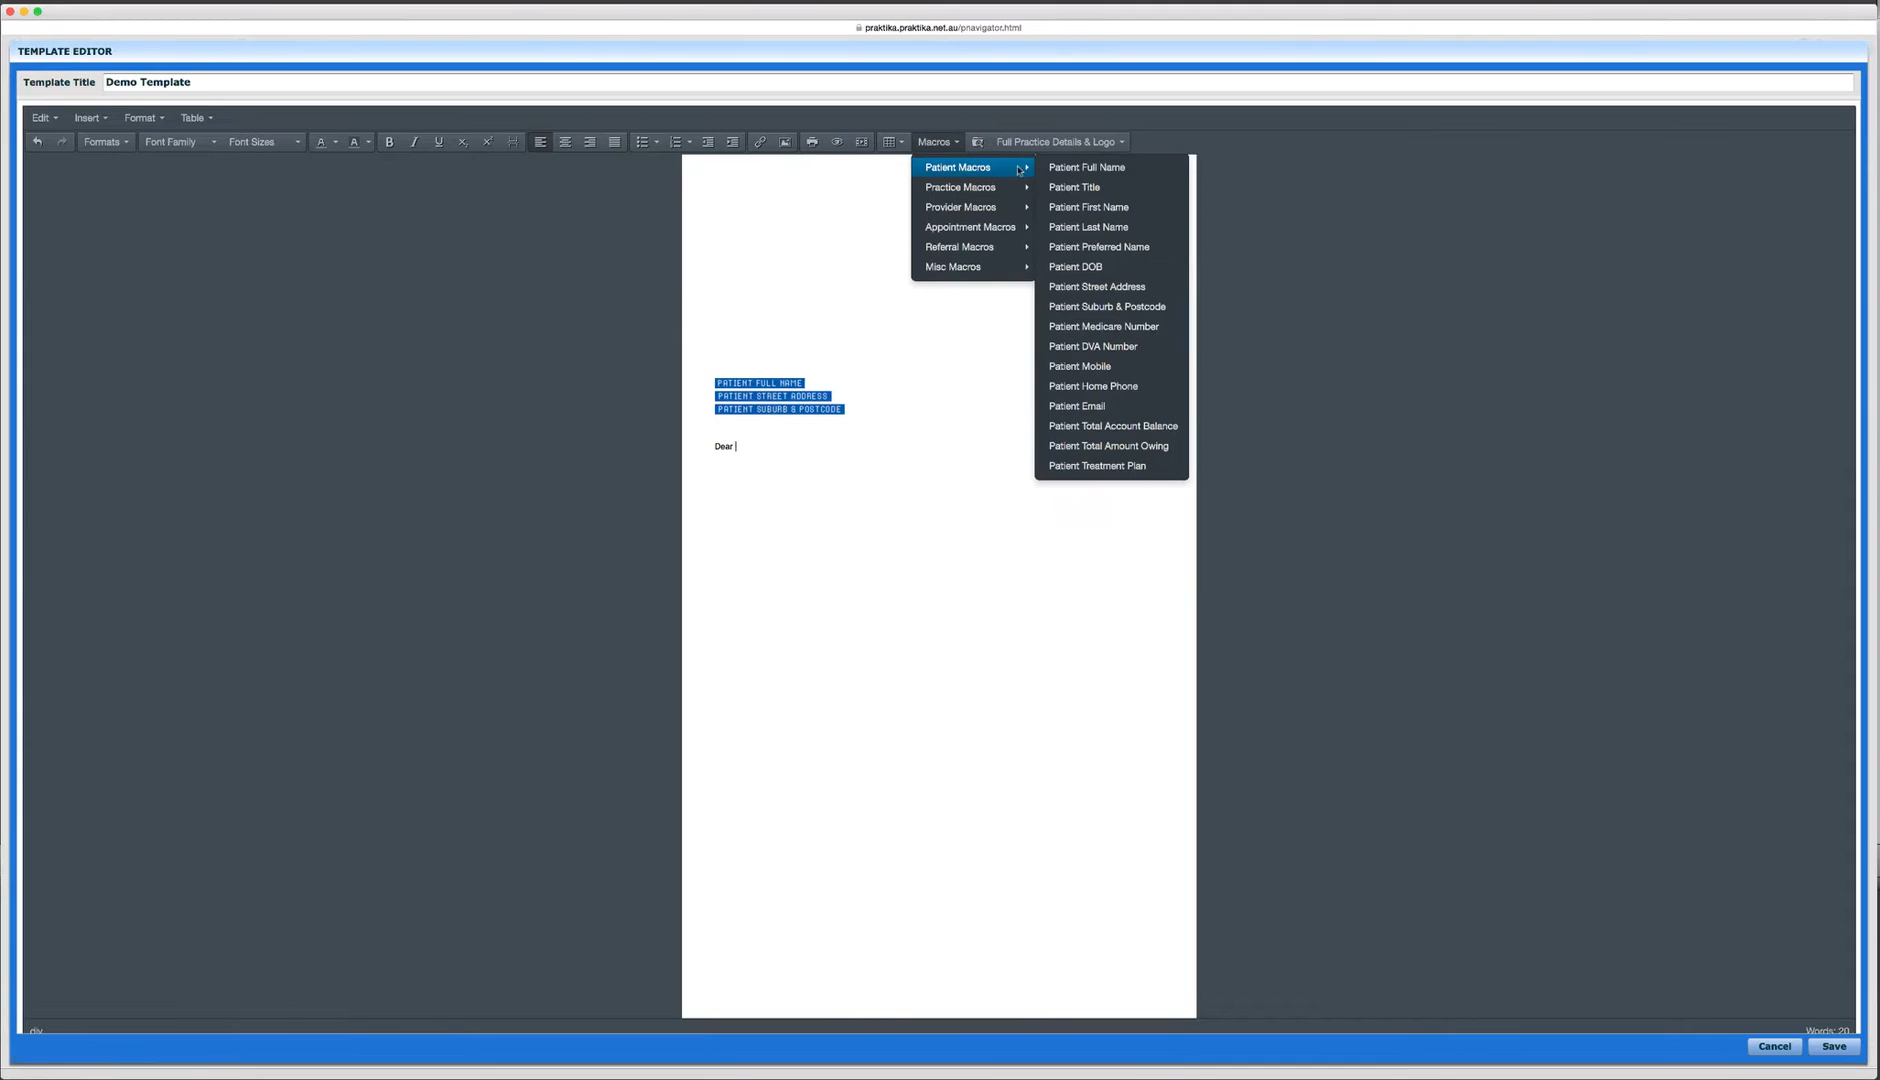 praktika.praktika.net.au/pnavigator.html
TEMPLATE EDITOR
Template Title Demo Template
Edit Insert Format Table
Formats Font Family Font Sizes A A B I U Macros Full Practice Details & Logo
Patient Macros
Practice Macros
Provider Macros
Appointment Macros
Referral Macros
Misc Macros
Patient Full Name
Patient Title
Patient First Name
Patient Last Name
Patient Preferred Name
Patient DOB
Patient Street Address
Patient Suburb & Postcode
Patient Medicare Number
Patient DVA Number
Patient Mobile
Patient Home Phone
Patient Email
Patient Total Account Balance
Patient Total Amount Owing
Patient Treatment Plan
PATIENT FULL NAME
PATIENT STREET ADDRESS
PATIENT SUBURB & POSTCODE
Dear
div
Words: 20
Cancel Save